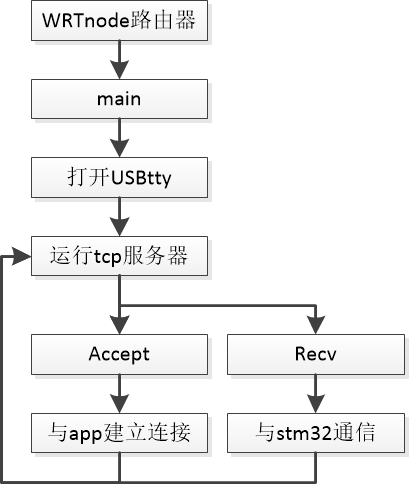 WRTnode路由器
main
打开USBtty
运行tcp服务器
Accept
Recv
与app建立连接
与stm32通信